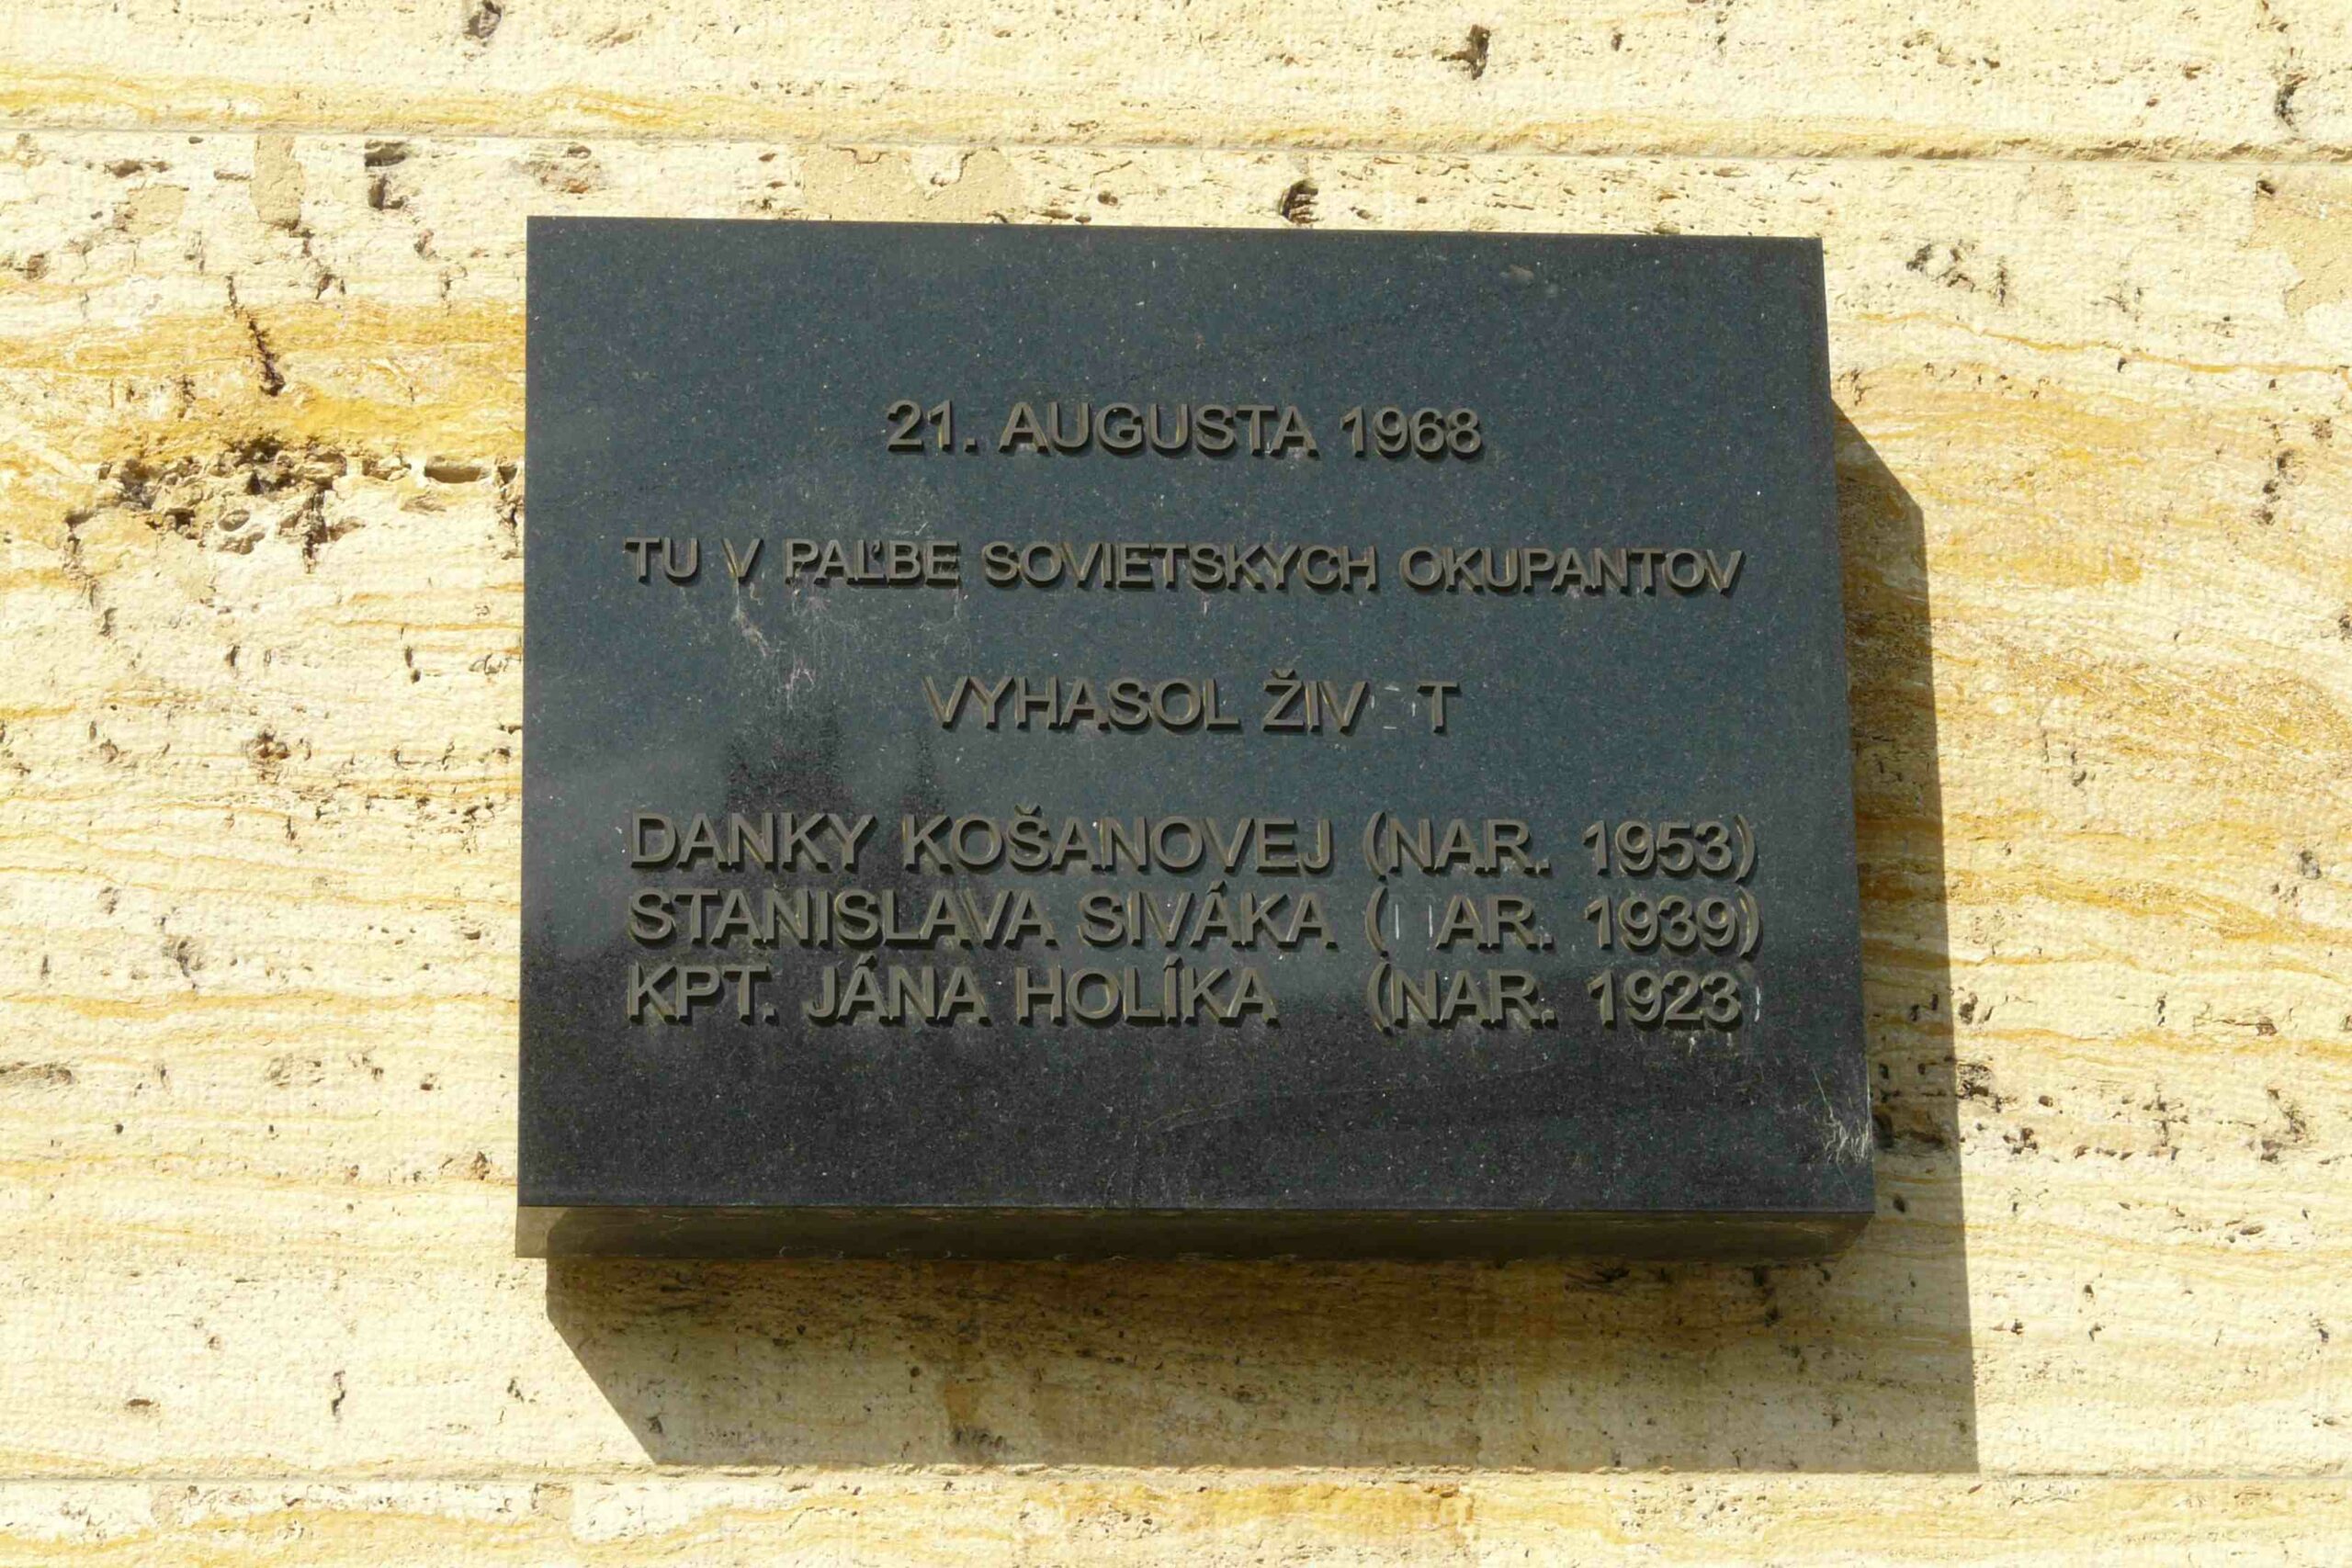 21. AUGUSTA 1968
TU V PAĽBE SOVIETSKYCH OKUPANTOV
VYHASOL ŽIV T
DANKY KOŠANOVEJ (NAR. 1953)
STANISLAVA SIVÁKA ( AR. 1939)
KPT. JÁNA HOLÍKA (NAR. 1923